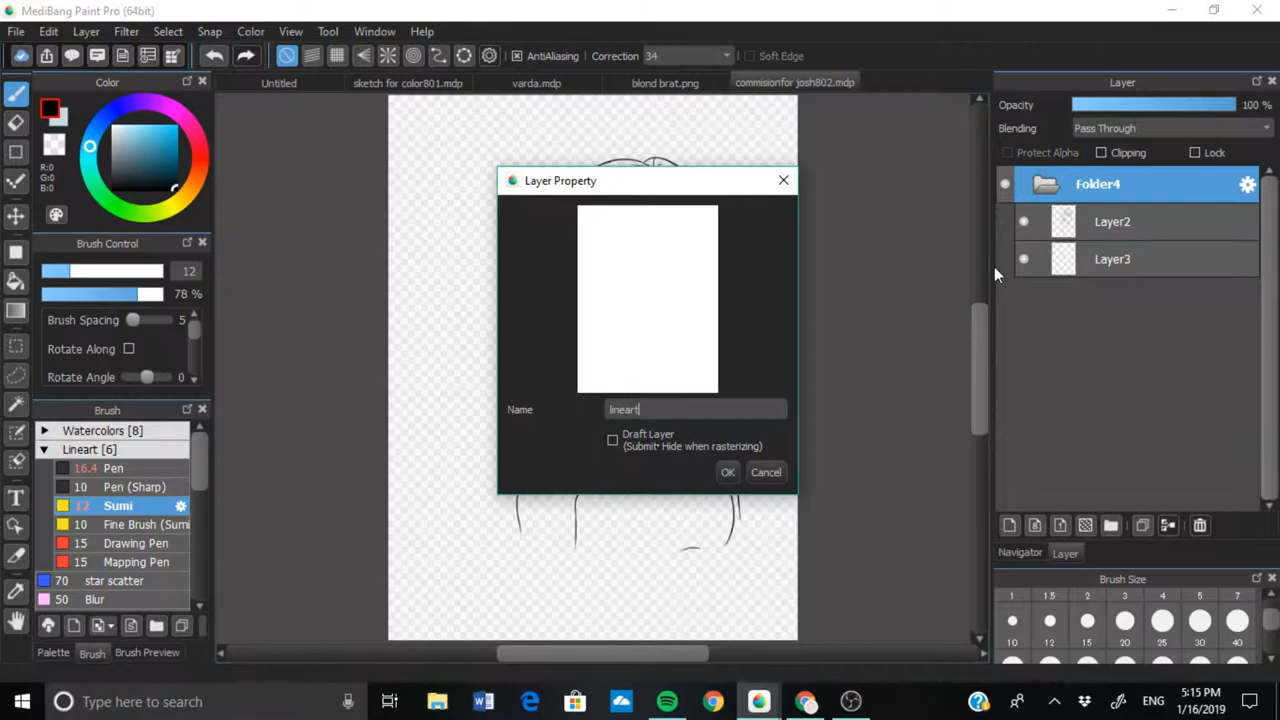 MediBang Paint Pro (64bit)
File Edit Layer Filter Select Snap Color View Tool Window Help
AntiAliasing Correction 34 Soft Edge
Color
Untitled sketch for color801.mdp varda.mdp blond brat.png commisionfor josh802.mdp
Layer
Opacity 100 %
Blending Pass Through
Protect Alpha Clipping Lock
R:0
G:0
B:0
Folder4
Layer2
Layer3
Layer Property
Name lineart
Draft Layer
(Submit: Hide when rasterizing)
OK Cancel
Brush Control
12
78 %
Brush Spacing 5
Rotate Along
Rotate Angle 0
Brush
Watercolors [8]
Lineart [6]
16.4 Pen
10 Pen (Sharp)
12 Sumi
10 Fine Brush (Sumi
15 Drawing Pen
15 Mapping Pen
70 star scatter
50 Blur
Palette Brush Brush Preview
Navigator Layer
Brush Size
1 1.5 2 3 4 5 7
10 12 15 20 25 30 40
Type here to search
ENG
5:15 PM
1/16/2019